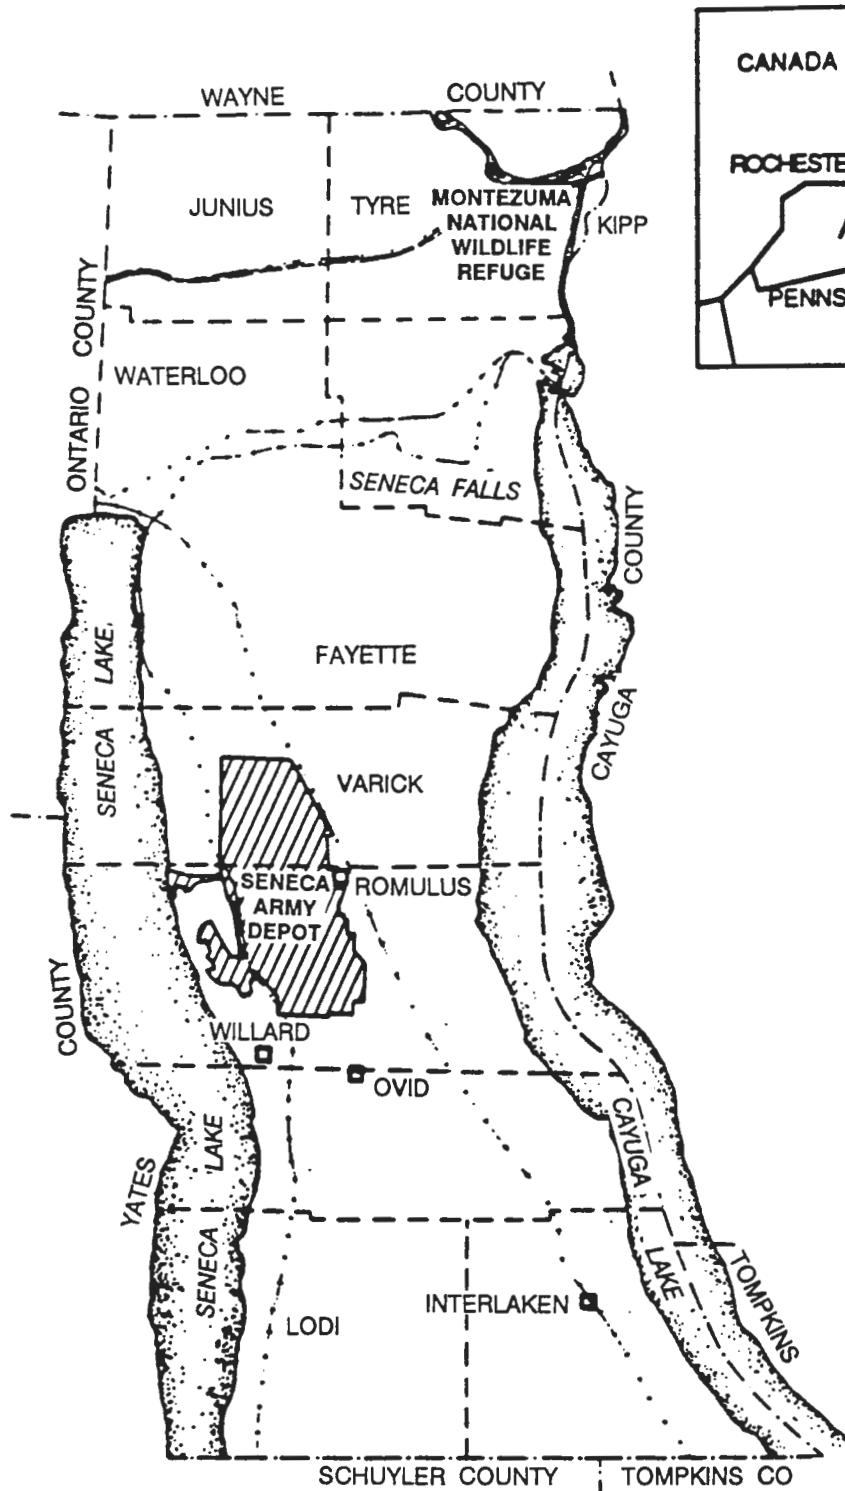 CANADA
WAYNE COUNTY
ROCHESTE
JUNIUS
TYRE
MONTEZUMA
NATIONAL
WILDLIFE
REFUGE
KIPP
PENNS
ONTARIO COUNTY
WATERLOO
SENECA FALLS
CAYUGA COUNTY
SENECA LAKE
FAYETTE
VARICK
SENECA
ARMY
DEPOT
ROMULUS
WILLARD
OVID
YATES COUNTY
SENECA LAKE
CAYUGA LAKE
TOMPKINS
INTERLAKEN
LODI
SCHUYLER COUNTY
TOMPKINS CO